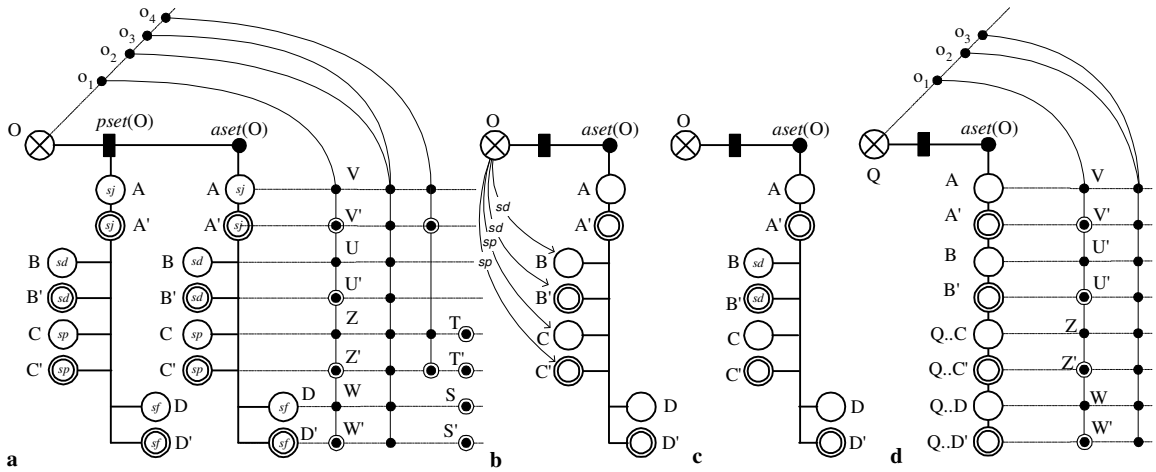 o4
o3
o2
o1
O pset(O) aset(O)
sj A A sj V
sj A' A' sj V'
B sd B sd U
B' sd B' sd U'
C sp C sp Z T
C' sp C' sp Z' T'
sf D sf D W S
sf D' sf D' W' S'
a
O aset(O)
A
A'
sd
sd
sp
sp
B
B'
C
C'
D
D'
b
O aset(O)
A
A'
B sd
B' sd
C
C'
D
D'
c
o3
o2
o1
Q aset(O)
A V
A' V'
B U'
B' U'
Q..C Z
Q..C' Z'
Q..D W
Q..D' W'
d